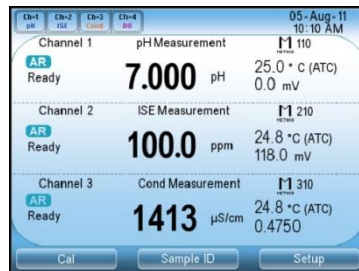 Ch-1 Ch-2 Ch-3 Ch-4 05-Aug-11
pH ISE Cond DO 10:10 AM
Channel 1 pH Measurement M 110
METHOD
AR
Ready 7.000 pH 25.0 °C (ATC)
0.0 mV
Channel 2 ISE Measurement M 210
METHOD
AR
Ready 100.0 ppm 24.8 °C (ATC)
118.0 mV
Channel 3 Cond Measurement M 310
METHOD
AR
Ready 1413 µS/cm 24.8 °C (ATC)
0.4750
Cal Sample ID Setup